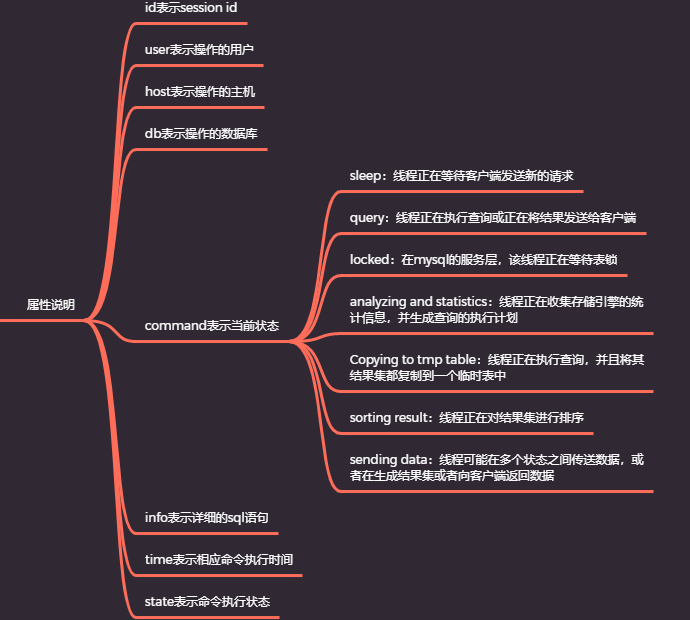 id表示session id
user表示操作的用户
host表示操作的主机
db表示操作的数据库
属性说明
command表示当前状态
sleep：线程正在等待客户端发送新的请求
query：线程正在执行查询或正在将结果发送给客户端
locked：在mysql的服务层，该线程正在等待表锁
analyzing and statistics：线程正在收集存储引擎的统
计信息，并生成查询的执行计划
Copying to tmp table：线程正在执行查询，并且将其
结果集都复制到一个临时表中
sorting result：线程正在对结果集进行排序
sending data：线程可能在多个状态之间传送数据，或
者在生成结果集或者向客户端返回数据
info表示详细的sql语句
time表示相应命令执行时间
state表示命令执行状态